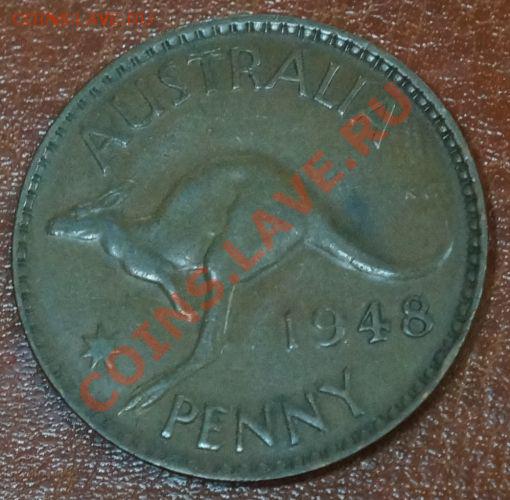 COINS.LAVE.RU
AUSTRALIA
COINS.LAVE.RU
K.G
1948
PENNY